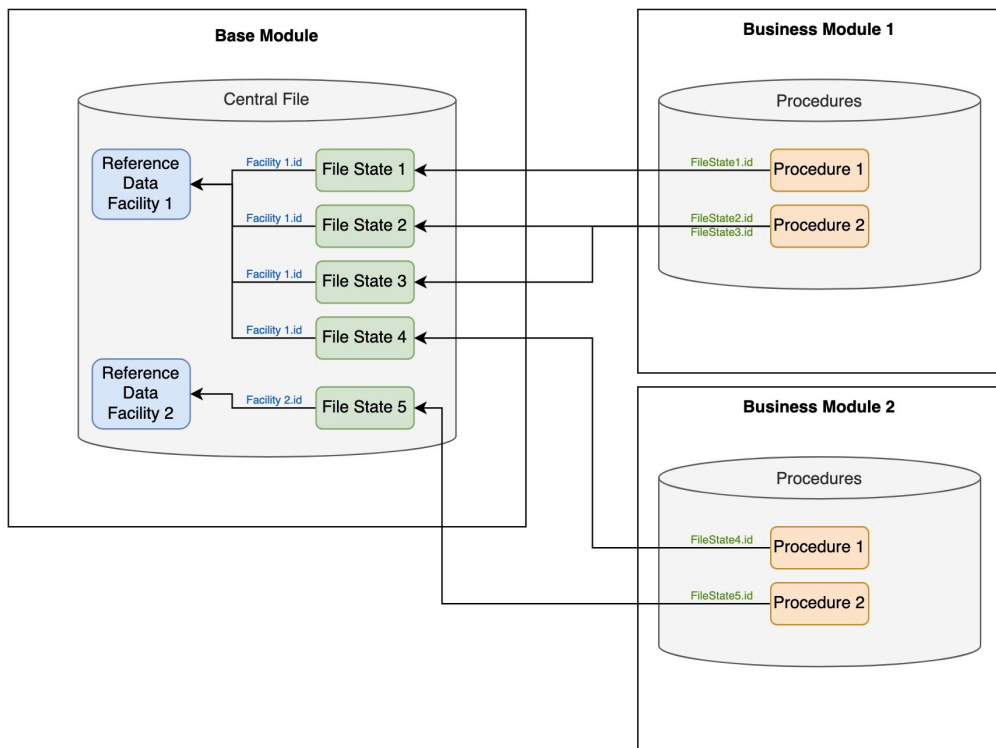 Base Module
Central File
Reference
Data
Facility 1
Facility 1.id
File State 1
Facility 1.id
File State 2
Facility 1.id
File State 3
Facility 1.id
File State 4
Reference
Data
Facility 2
Facility 2.id
File State 5
Business Module 1
Procedures
FileState1.id
Procedure 1
FileState2.id
FileState3.id
Procedure 2
Business Module 2
Procedures
FileState4.id
Procedure 1
FileState5.id
Procedure 2